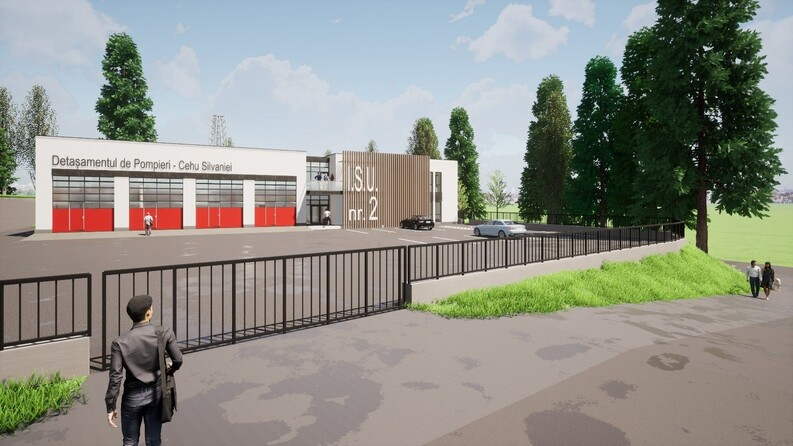 Detașamentul de Pompieri - Cehu Silvaniei
I.S.U.
nr. 2